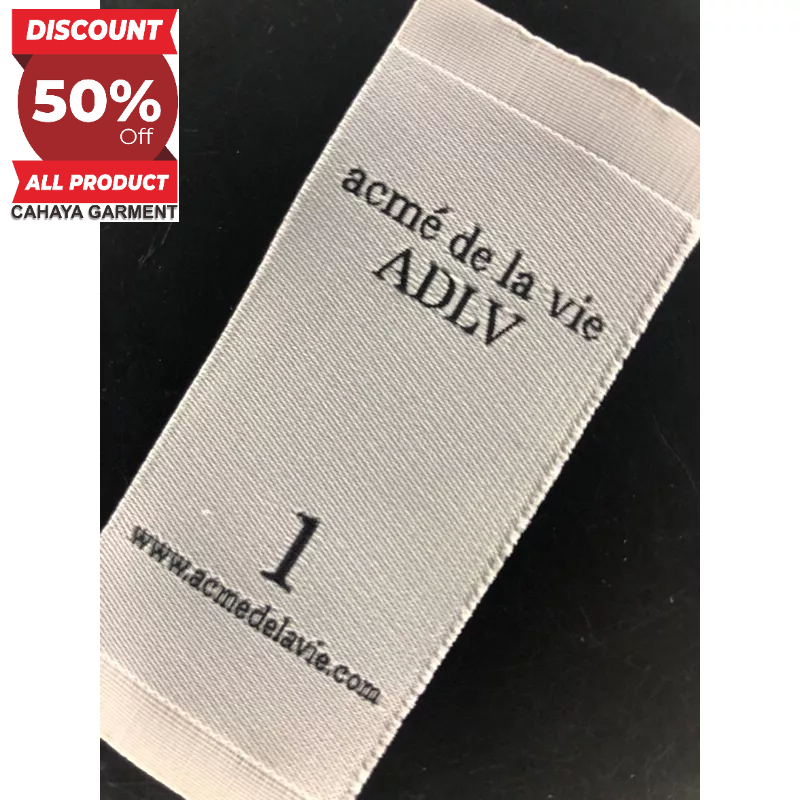 DISCOUNT
50%
Off
ALL PRODUCT
CAHAYA GARMENT
acmé de la vie
ADLV
1
www.acmedelavie.com